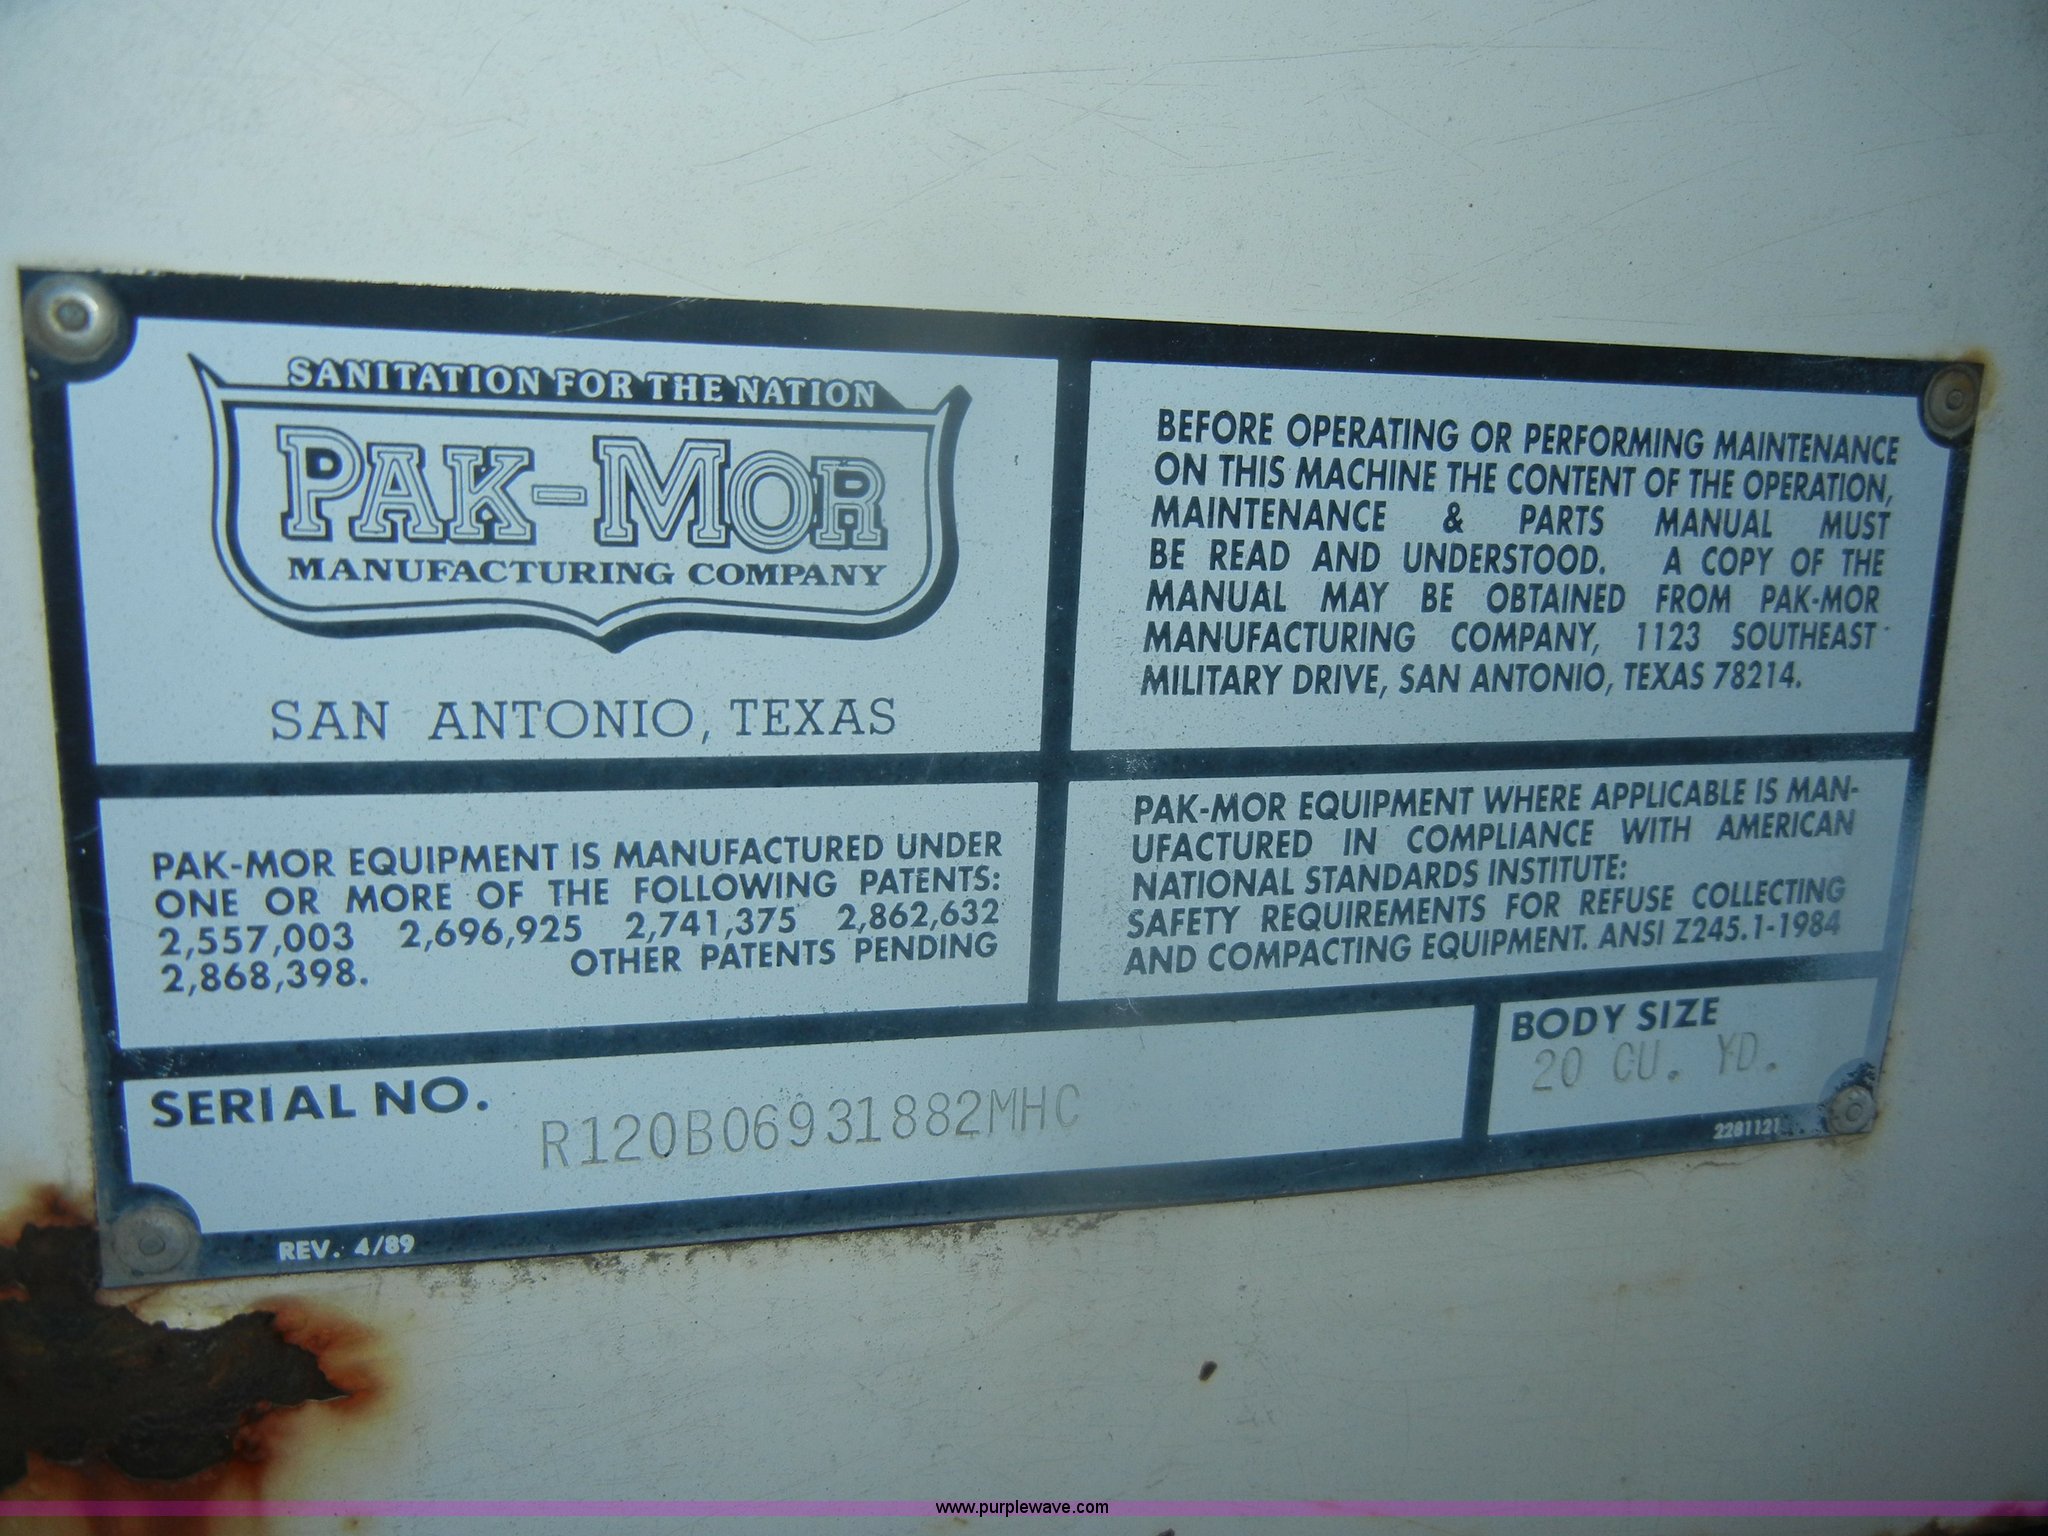 SANITATION FOR THE NATION
PAK-MOR
MANUFACTURING COMPANY
SAN ANTONIO, TEXAS
BEFORE OPERATING OR PERFORMING MAINTENANCE
ON THIS MACHINE THE CONTENT OF THE OPERATION,
MAINTENANCE & PARTS MANUAL MUST
BE READ AND UNDERSTOOD. A COPY OF THE
MANUAL MAY BE OBTAINED FROM PAK-MOR
MANUFACTURING COMPANY, 1123 SOUTHEAST
MILITARY DRIVE, SAN ANTONIO, TEXAS 78214.
PAK-MOR EQUIPMENT IS MANUFACTURED UNDER
ONE OR MORE OF THE FOLLOWING PATENTS:
2,557,003 2,696,925 2,741,375 2,862,632
2,868,398. OTHER PATENTS PENDING
PAK-MOR EQUIPMENT WHERE APPLICABLE IS MAN-
UFACTURED IN COMPLIANCE WITH AMERICAN
NATIONAL STANDARDS INSTITUTE:
SAFETY REQUIREMENTS FOR REFUSE COLLECTING
AND COMPACTING EQUIPMENT. ANSI Z245.1-1984
SERIAL NO. R120B06931882MHC
BODY SIZE
20 CU. YD.
2281121
REV. 4/89
www.purplewave.com